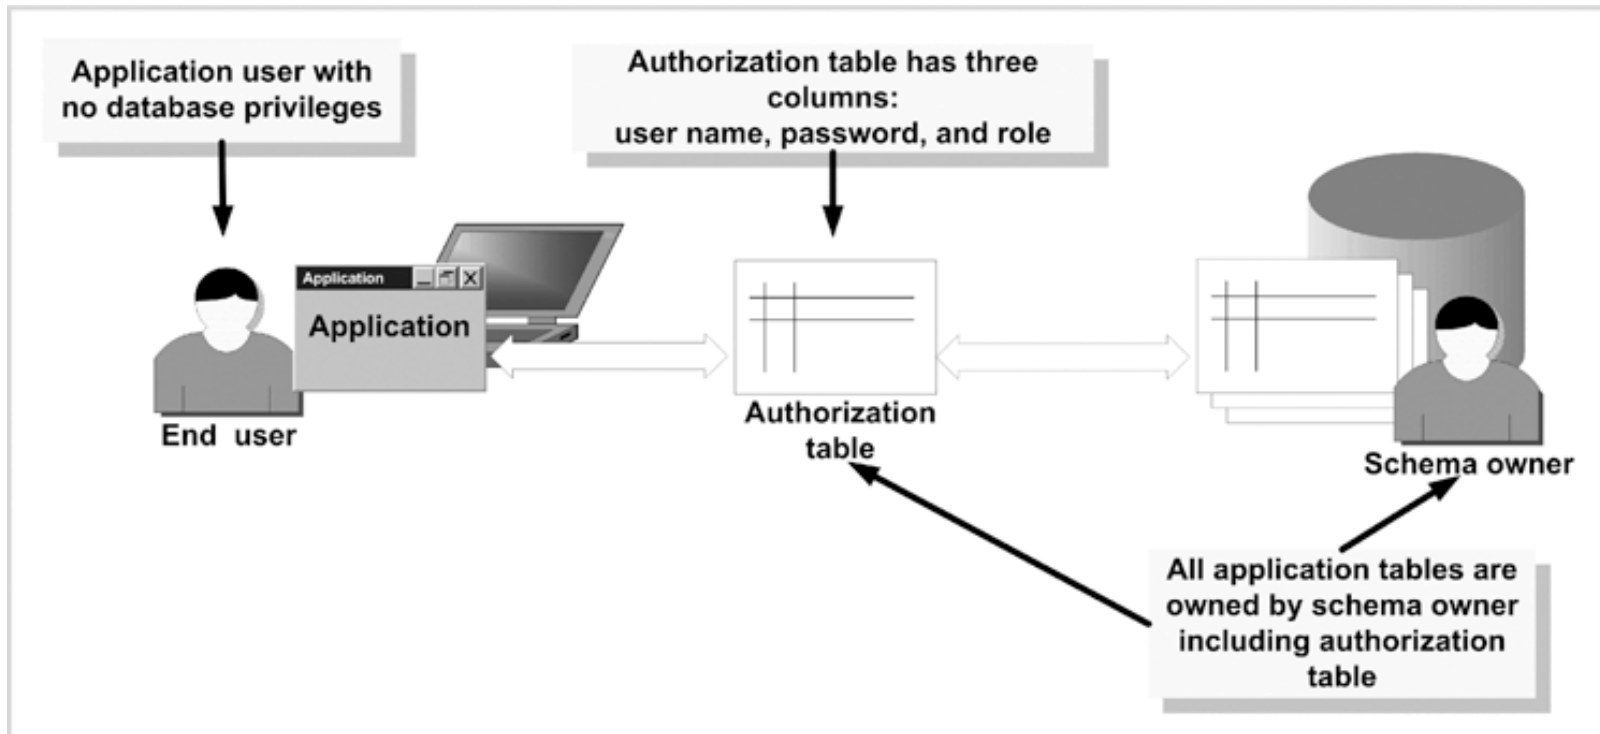 Application user with
no database privileges
Authorization table has three
columns:
user name, password, and role
Application
Application
End user
Authorization
table
Schema owner
All application tables are
owned by schema owner
including authorization
table